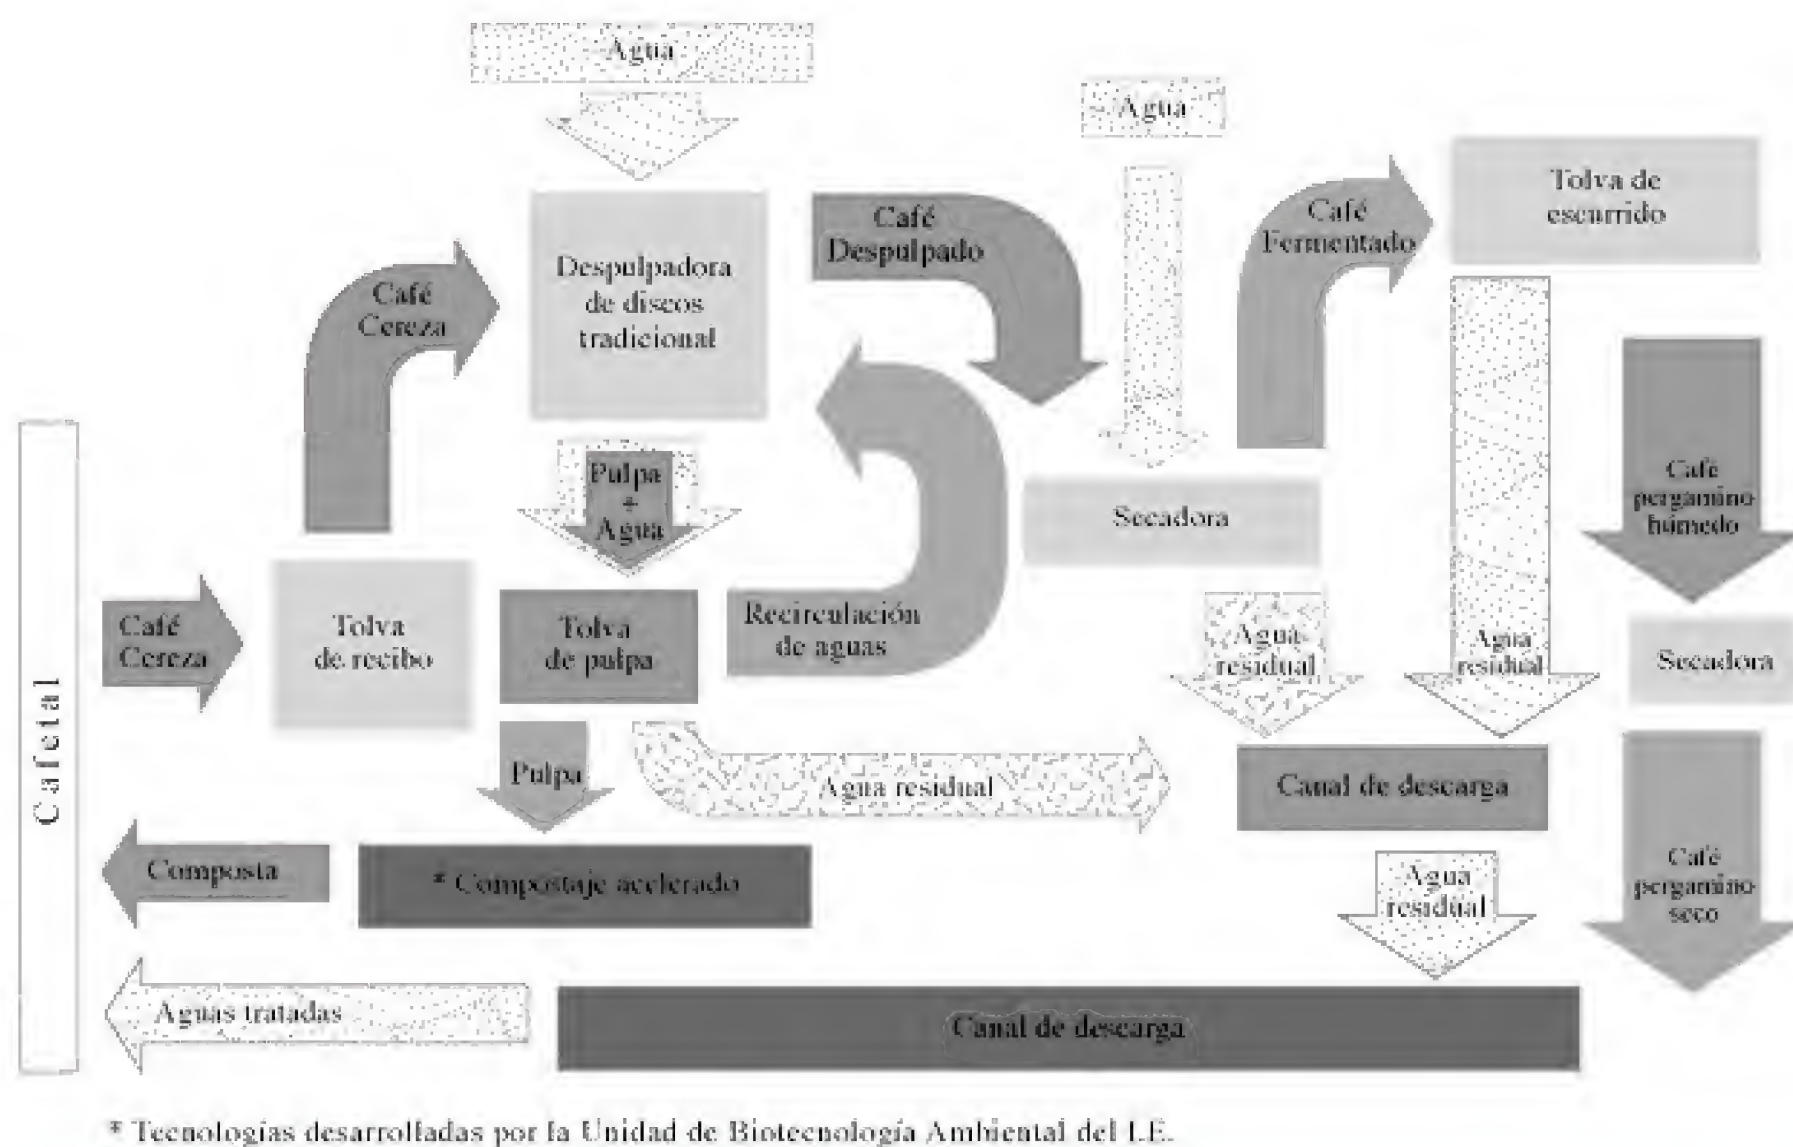 Agua
Agua
Tolva de
escurrido
Café
Despulpado
Café
Fermentado
Despulpadora
de discos
tradicional
Café
Cereza
Pulpa
+
Agua
Café
pergamino
húmedo
Secadora
Café
Cereza
Tolva
de recibo
Tolva
de pulpa
Recirculación
de aguas
Agua
residual
Agua
residual
Secadora
Cafetal
Pulpa
Agua residual
Canal de descarga
Composta
* Compostaje acelerado
Agua
residual
Café
pergamino
seco
Aguas tratadas
Canal de descarga
* Tecnologías desarrolladas por la Unidad de Biotecnología Ambiental del I.E.